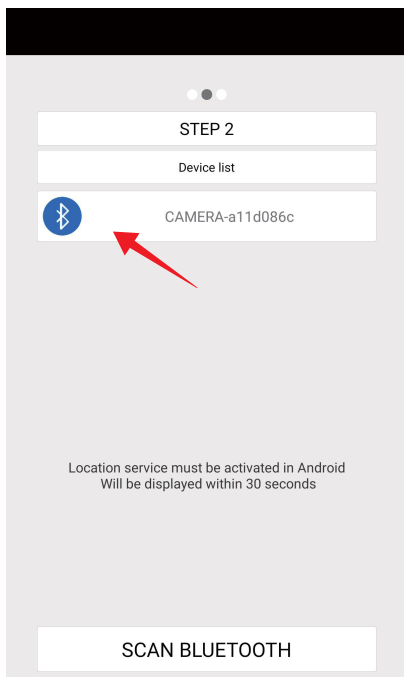 STEP 2
Device list
CAMERA-a11d086c
Location service must be activated in Android
Will be displayed within 30 seconds
SCAN BLUETOOTH